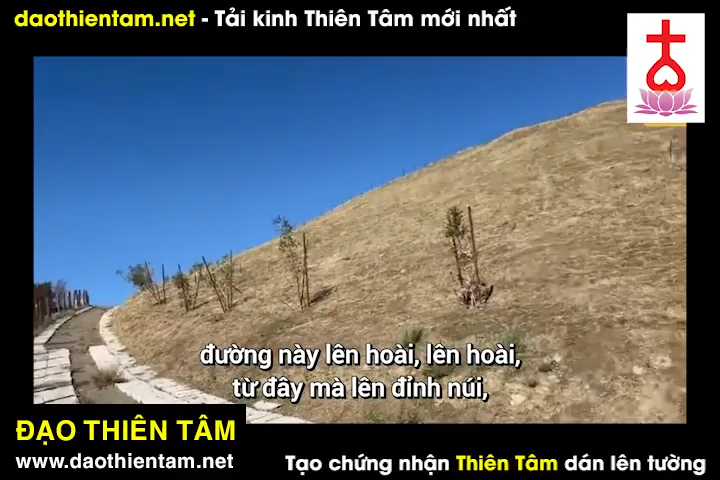 daothientam.net - Tải kinh Thiên Tâm mới nhất
đường này lên hoài, lên hoài,
từ đây mà lên đỉnh núi,
ĐẠO THIÊN TÂM
www.daothientam.net
Tạo chứng nhận Thiên Tâm dán lên tường